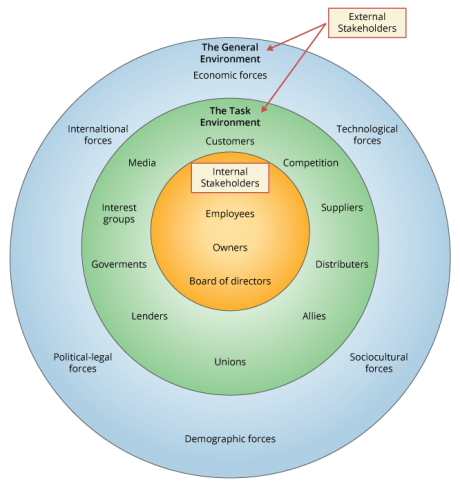 External
Stakeholders
The General
Environment
Economic forces
The Task
Environment
Internaltional
forces
Technological
forces
Customers
Media
Competition
Internal
Stakeholders
Interest
groups
Suppliers
Employees
Owners
Goverments
Distributers
Board of directors
Lenders
Allies
Unions
Political-legal
forces
Sociocultural
forces
Demographic forces